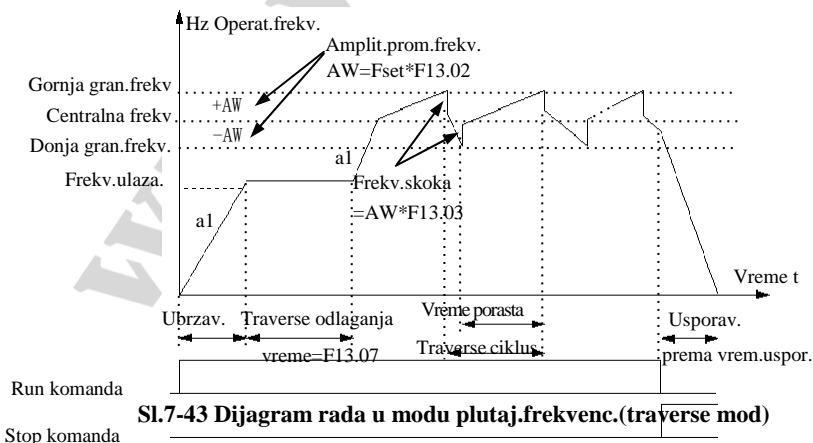 Hz Operat.frekv.
Amplit.prom.frekv.
AW=Fset*F13.02
Gornja gran.frekv
+AW
Centralna frekv
-AW
Donja gran.frekv.
a1
Frekv.ulaza.
Frekv.skoka
=AW*F13.03
a1
Vreme t
Ubrzav.
Traverse odlaganja
vreme=F13.07
Vreme porasta
Traverse ciklus
Usporav.
prema vrem.uspor.
Run komanda
Sl.7-43 Dijagram rada u modu plutaj.frekvenc.(traverse mod)
Stop komanda